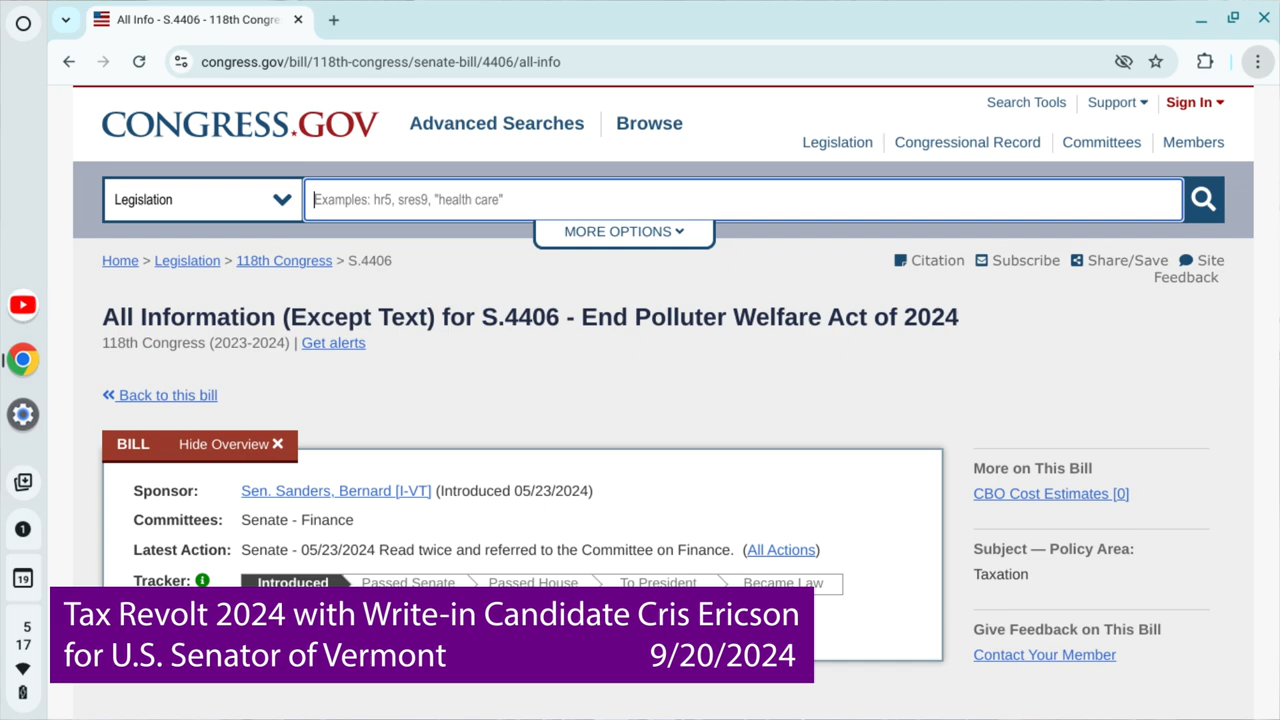 All Info - S.4406 - 118th Congre
congress.gov/bill/118th-congress/senate-bill/4406/all-info
Search Tools Support Sign In
CONGRESS.GOV Advanced Searches Browse
Legislation Congressional Record Committees Members
Legislation Examples: hr5, sres9, "health care"
MORE OPTIONS
Home > Legislation > 118th Congress > S.4406
Citation Subscribe Share/Save Site
Feedback
All Information (Except Text) for S.4406 - End Polluter Welfare Act of 2024
118th Congress (2023-2024) | Get alerts
Back to this bill
BILL Hide Overview
Sponsor: Sen. Sanders, Bernard [I-VT] (Introduced 05/23/2024)
Committees: Senate - Finance
Latest Action: Senate - 05/23/2024 Read twice and referred to the Committee on Finance. (All Actions)
Tracker: Introduced Passed Senate Passed House To President Became Law
More on This Bill
CBO Cost Estimates [0]
Subject — Policy Area:
Taxation
Give Feedback on This Bill
Contact Your Member
Tax Revolt 2024 with Write-in Candidate Cris Ericson
for U.S. Senator of Vermont 9/20/2024
1
19
5
17